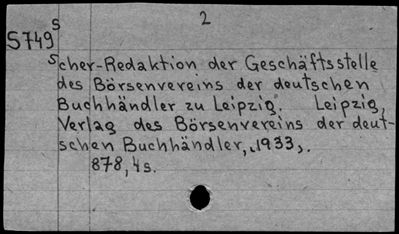 2
S749
s
scher-Redaktion der Geschäftsstelle
des Börsenvereins der deutschen
Buchhändler zu Leipzig. Leipzig,
Verlag des Börsenvereins der deut-
schen Buchhändler, 1933.
878, 4s.